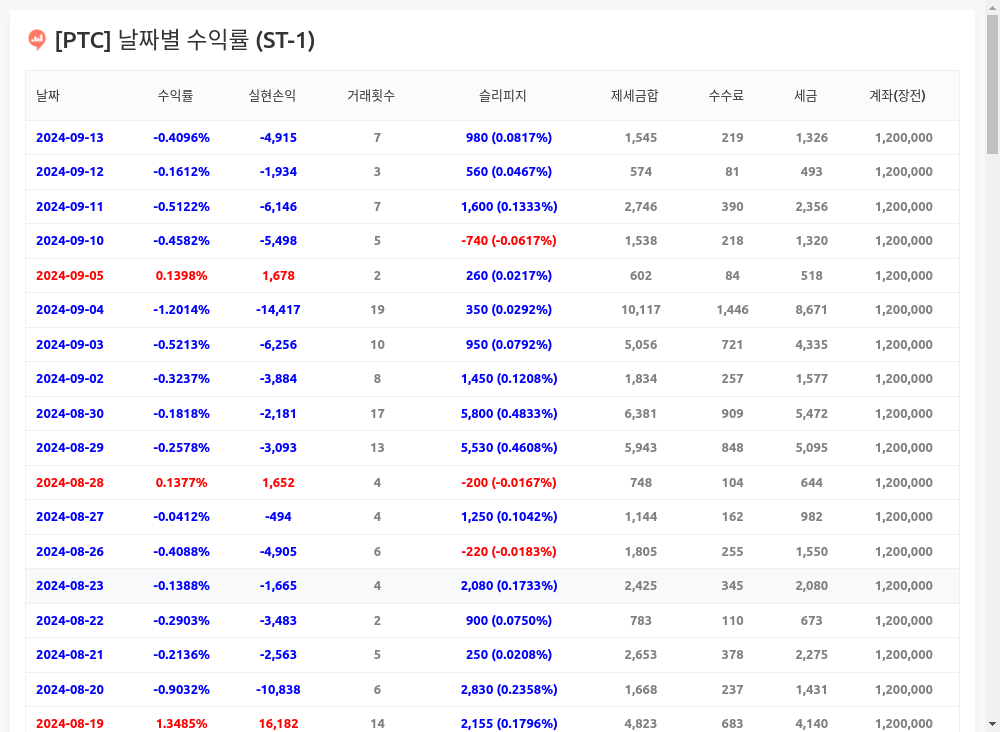 [PTC] 날짜별 수익률 (ST-1)
날짜 수익률 실현손익 거래횟수 슬리피지 제세금합 수수료 세금 계좌(장전)
2024-09-13 -0.4096% -4,915 7 980 (0.0817%) 1,545 219 1,326 1,200,000
2024-09-12 -0.1612% -1,934 3 560 (0.0467%) 574 81 493 1,200,000
2024-09-11 -0.5122% -6,146 7 1,600 (0.1333%) 2,746 390 2,356 1,200,000
2024-09-10 -0.4582% -5,498 5 -740 (-0.0617%) 1,538 218 1,320 1,200,000
2024-09-05 0.1398% 1,678 2 260 (0.0217%) 602 84 518 1,200,000
2024-09-04 -1.2014% -14,417 19 350 (0.0292%) 10,117 1,446 8,671 1,200,000
2024-09-03 -0.5213% -6,256 10 950 (0.0792%) 5,056 721 4,335 1,200,000
2024-09-02 -0.3237% -3,884 8 1,450 (0.1208%) 1,834 257 1,577 1,200,000
2024-08-30 -0.1818% -2,181 17 5,800 (0.4833%) 6,381 909 5,472 1,200,000
2024-08-29 -0.2578% -3,093 13 5,530 (0.4608%) 5,943 848 5,095 1,200,000
2024-08-28 0.1377% 1,652 4 -200 (-0.0167%) 748 104 644 1,200,000
2024-08-27 -0.0412% -494 4 1,250 (0.1042%) 1,144 162 982 1,200,000
2024-08-26 -0.4088% -4,905 6 -220 (-0.0183%) 1,805 255 1,550 1,200,000
2024-08-23 -0.1388% -1,665 4 2,080 (0.1733%) 2,425 345 2,080 1,200,000
2024-08-22 -0.2903% -3,483 2 900 (0.0750%) 783 110 673 1,200,000
2024-08-21 -0.2136% -2,563 5 250 (0.0208%) 2,653 378 2,275 1,200,000
2024-08-20 -0.9032% -10,838 6 2,830 (0.2358%) 1,668 237 1,431 1,200,000
2024-08-19 1.3485% 16,182 14 2,155 (0.1796%) 4,823 683 4,140 1,200,000